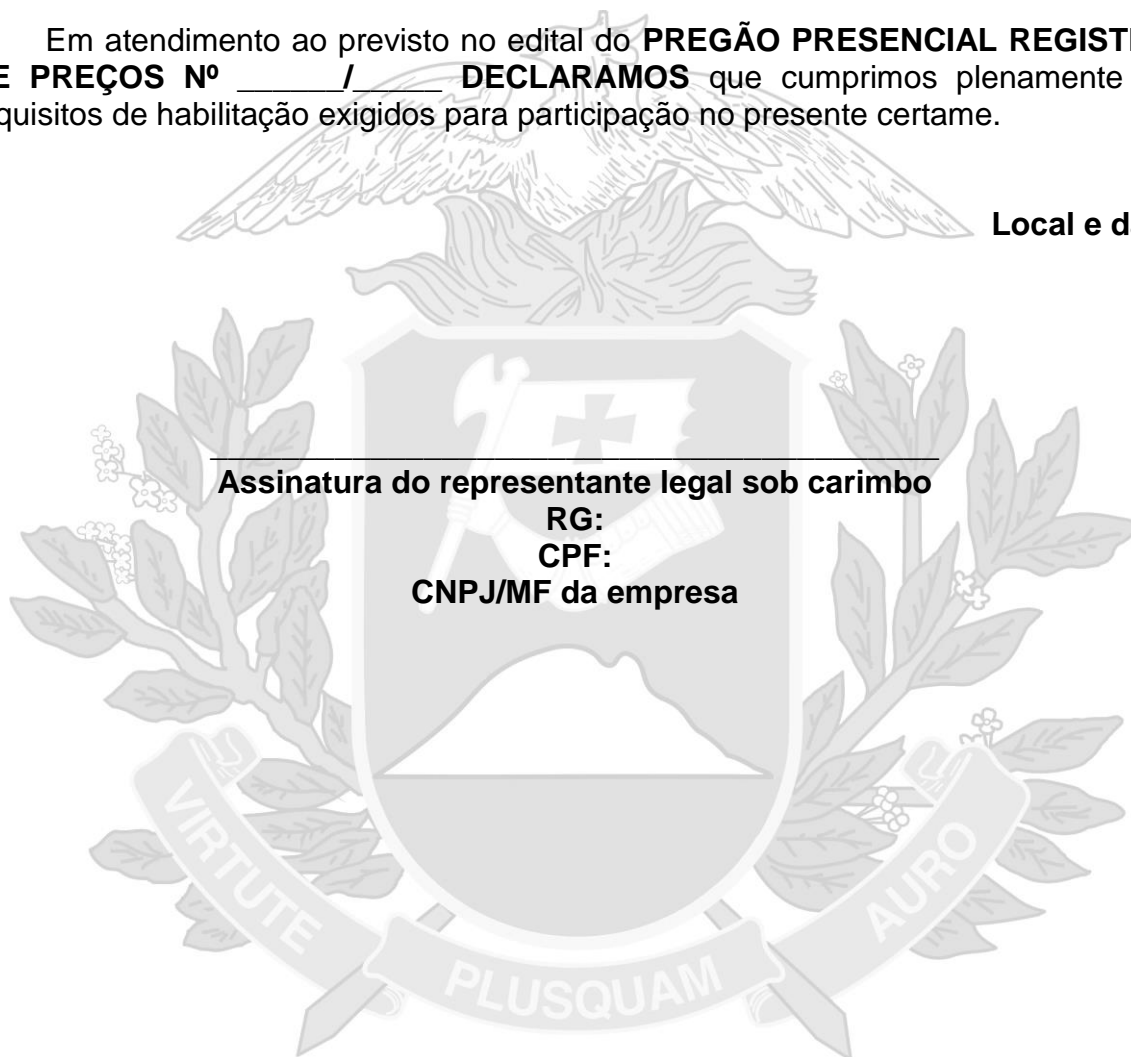 Em atendimento ao previsto no edital do PREGÃO PRESENCIAL REGIST
E PREÇOS Nº ______/_____ DECLARAMOS que cumprimos plenamente
quisitos de habilitação exigidos para participação no presente certame.
Local e d
Assinatura do representante legal sob carimbo
RG:
CPF:
CNPJ/MF da empresa
VIRTUTE PLUSQUAM AURO